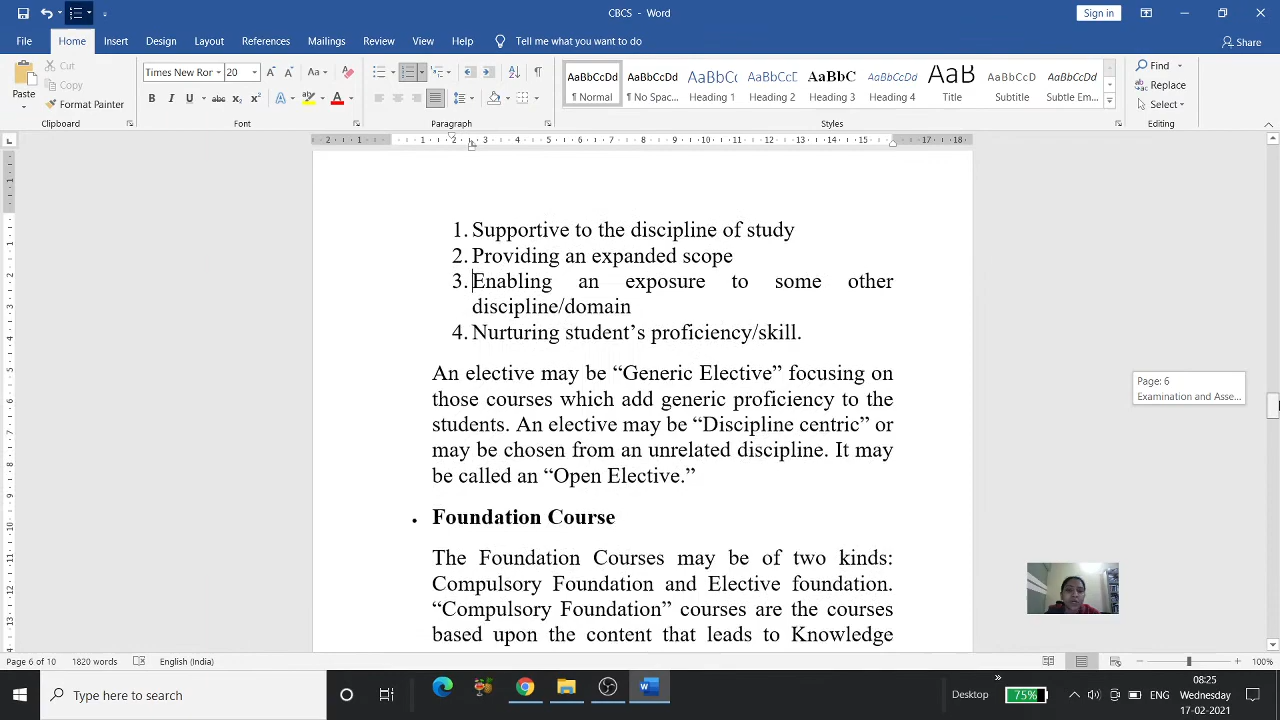 CBCS - Word
Sign in
File Home Insert Design Layout References Mailings Review View Help Tell me what you want to do
Share
Paste
Cut
Copy
Format Painter
Clipboard
Times New Ror 20
Font
Paragraph
AaBbCcDd AaBbCcDd AaBbCc AaBbCcC AaBbC AaBbCcDd AaB AaBbCcD AaBbCcDd
¶ Normal ¶ No Spac... Heading 1 Heading 2 Heading 3 Heading 4 Title Subtitle Subtle Em...
Styles
Find
Replace
Select
Editing
1. Supportive to the discipline of study
2. Providing an expanded scope
3. Enabling an exposure to some other
discipline/domain
4. Nurturing student’s proficiency/skill.
An elective may be “Generic Elective” focusing on
those courses which add generic proficiency to the
students. An elective may be “Discipline centric” or
may be chosen from an unrelated discipline. It may
be called an “Open Elective.”
• Foundation Course
The Foundation Courses may be of two kinds:
Compulsory Foundation and Elective foundation.
“Compulsory Foundation” courses are the courses
based upon the content that leads to Knowledge
Page: 6
Examination and Asse...
Page 6 of 10 1820 words English (India)
100%
Type here to search
Desktop
75%
ENG
08:25
Wednesday
17-02-2021